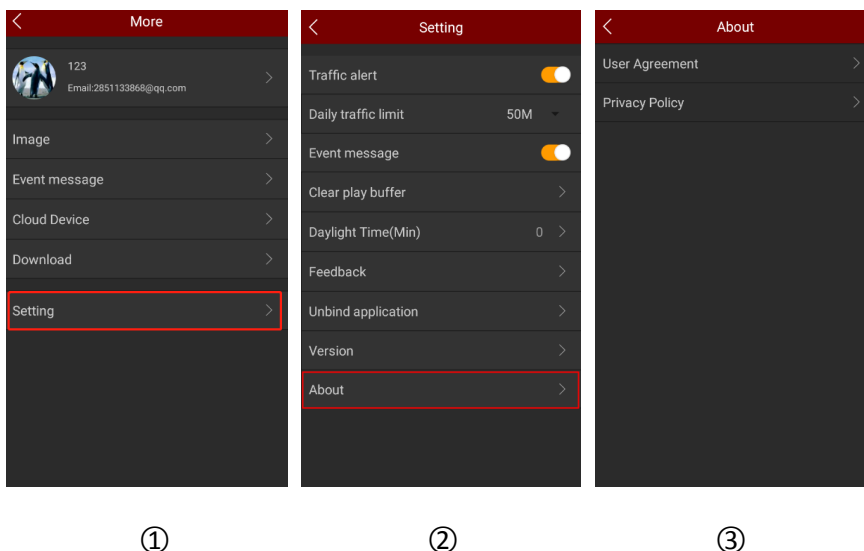 More
123
Email:2851133868@qq.com
Image
Event message
Cloud Device
Download
Setting
Setting
Traffic alert
Daily traffic limit 50M
Event message
Clear play buffer
Daylight Time(Min) 0
Feedback
Unbind application
Version
About
About
User Agreement
Privacy Policy
① ② ③